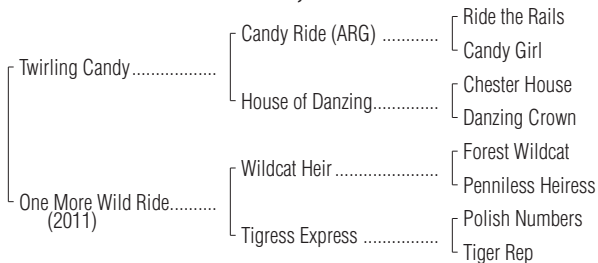 Ride the Rails
Candy Ride (ARG) ............
Candy Girl
Twirling Candy..................
Chester House
House of Danzing..............
Danzing Crown
Forest Wildcat
Wildcat Heir ......................
Penniless Heiress
One More Wild Ride..........
(2011)
Polish Numbers
Tigress Express ................
Tiger Rep